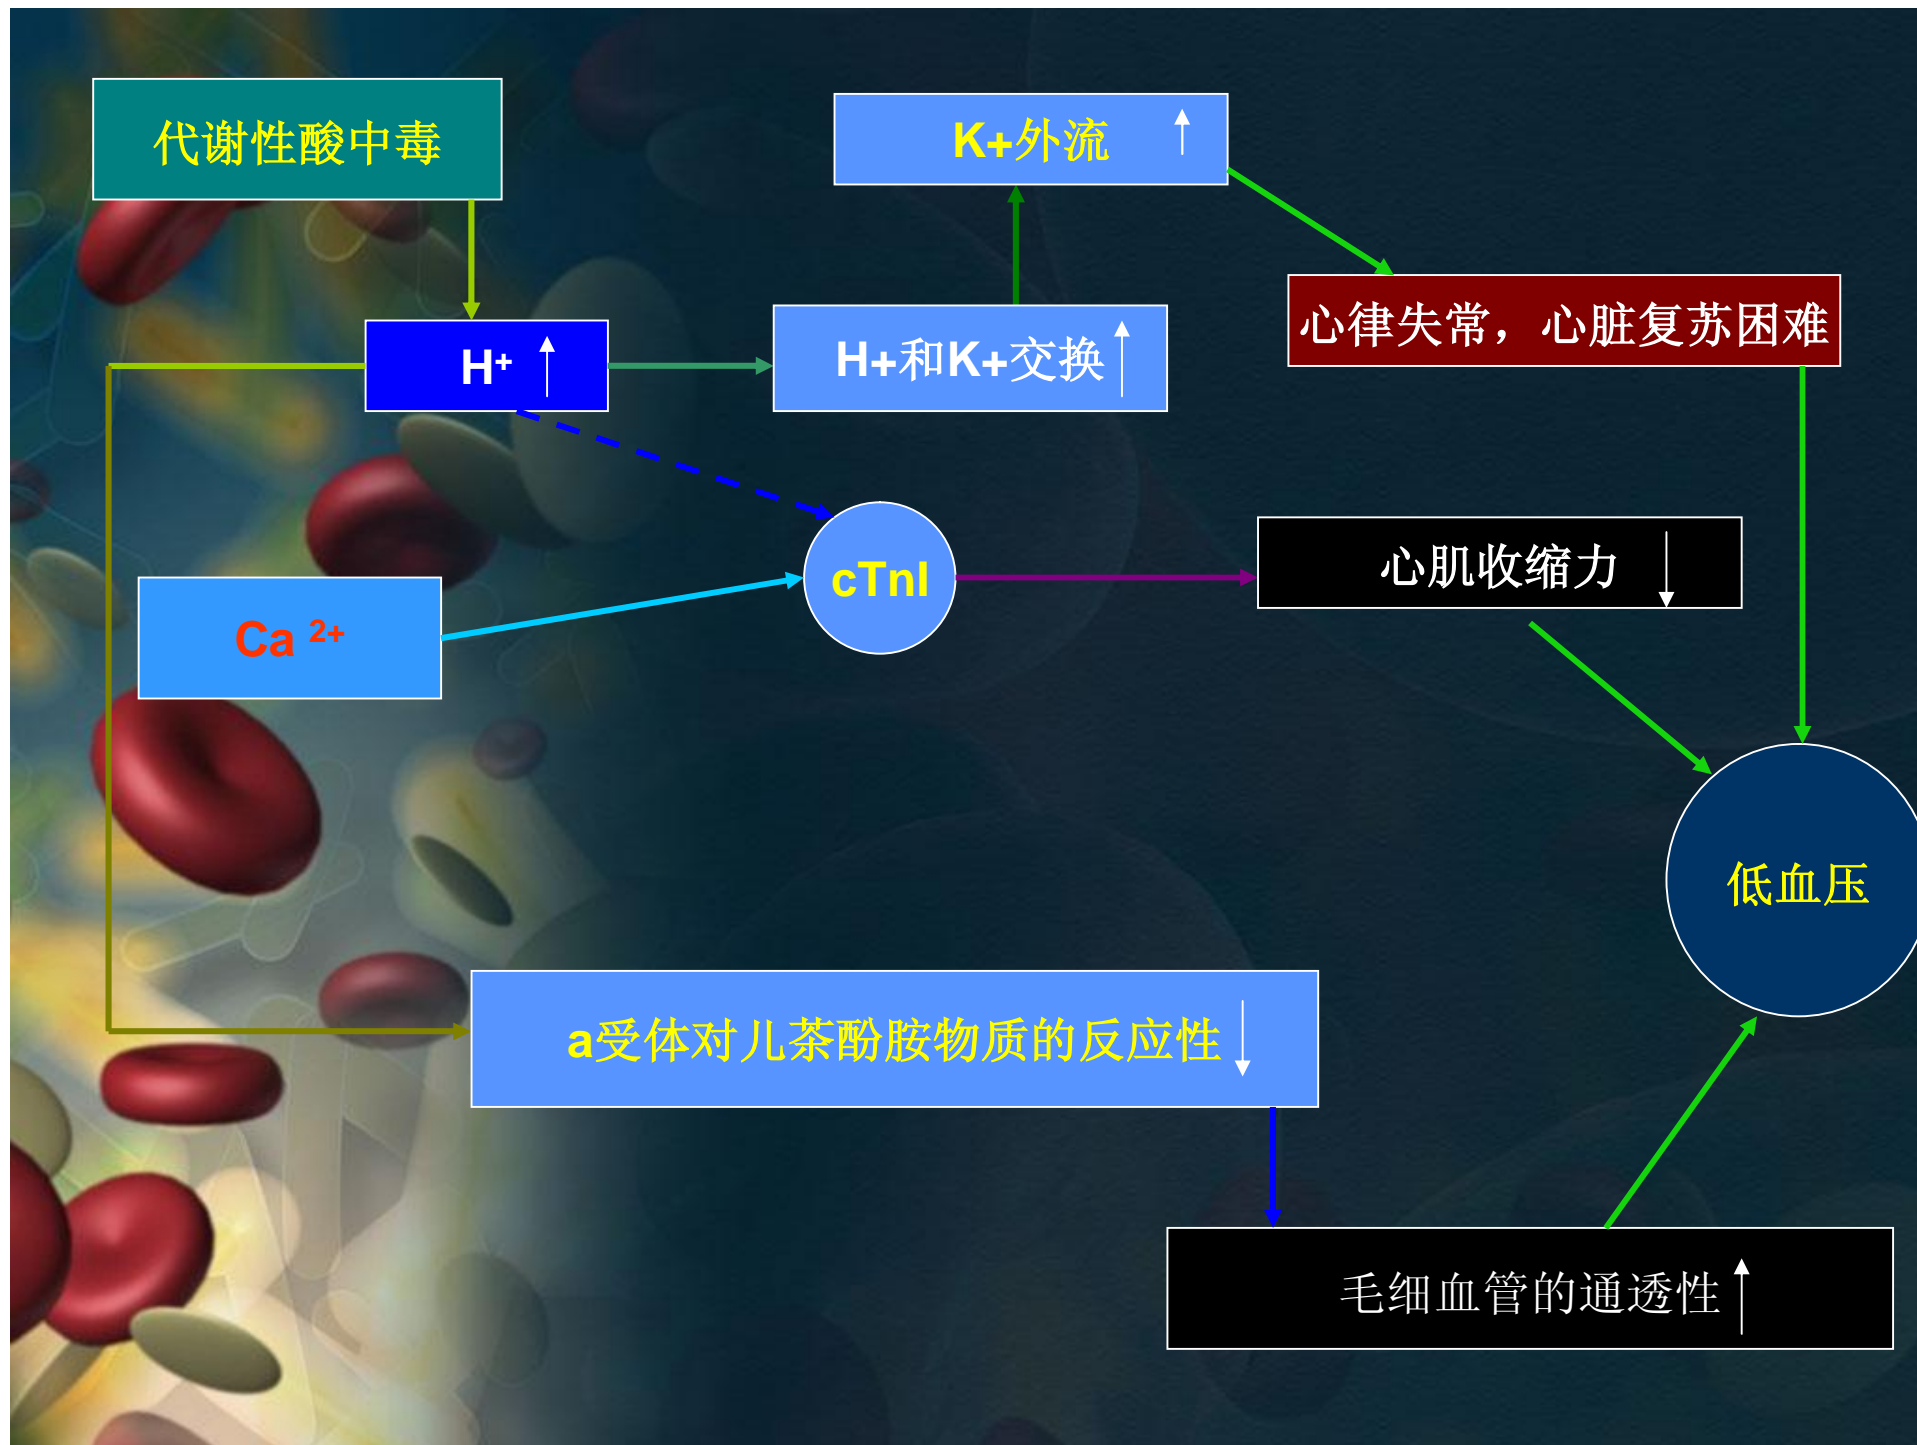 代谢性酸中毒
K+外流
心律失常，心脏复苏困难
H+
H+和K+交换
cTnI
心肌收缩力
Ca 2+
低血压
a受体对儿茶酚胺物质的反应性
毛细血管的通透性